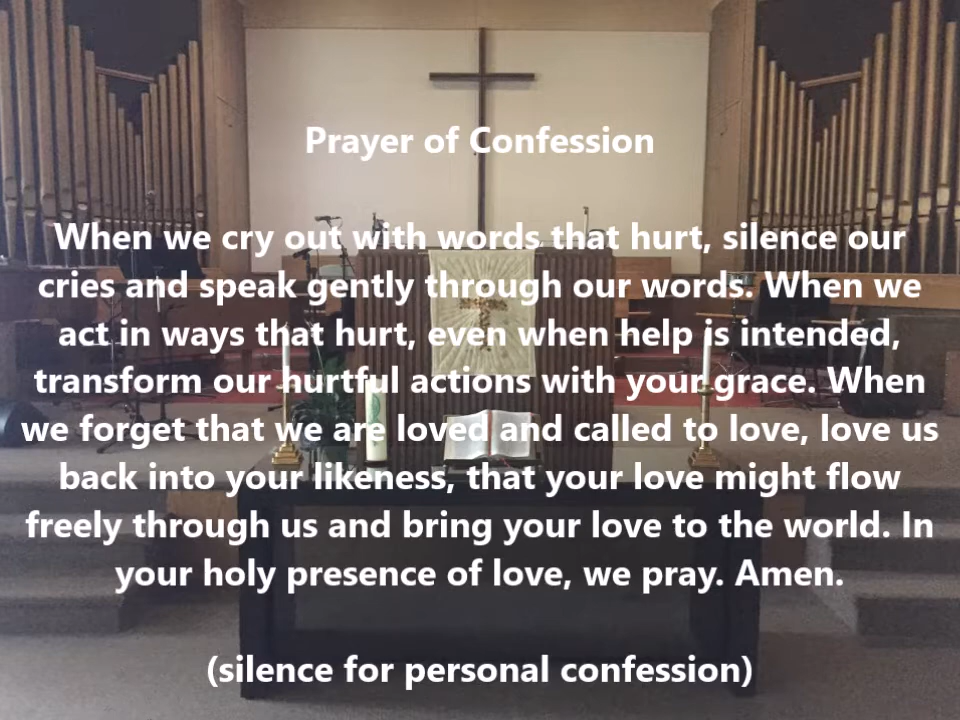 Prayer of Confession
When we cry out with words that hurt, silence our
cries and speak gently through our words. When we
act in ways that hurt, even when help is intended,
transform our hurtful actions with your grace. When
we forget that we are loved and called to love, love us
back into your likeness, that your love might flow
freely through us and bring your love to the world. In
your holy presence of love, we pray. Amen.
(silence for personal confession)